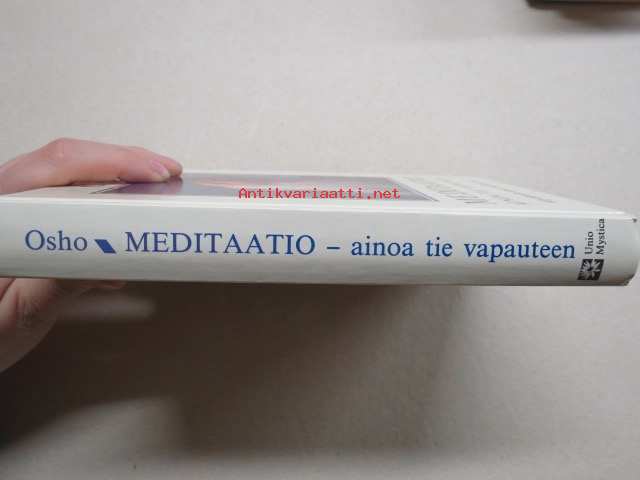 Antikvariaatti.net
Osho MEDITAATIO – ainoa tie vapauteen
Unio
Mystica